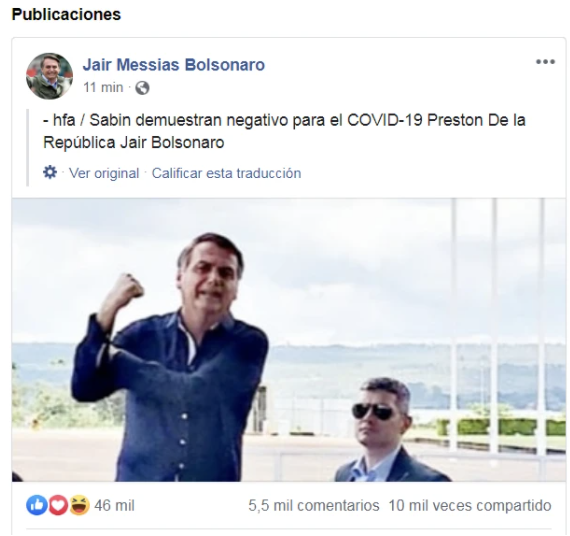 Publicaciones
Jair Messias Bolsonaro
11 min ·
- hfa / Sabin demuestran negativo para el COVID-19 Preston De la
República Jair Bolsonaro
· Ver original · Calificar esta traducción
46 mil 5,5 mil comentarios 10 mil veces compartido